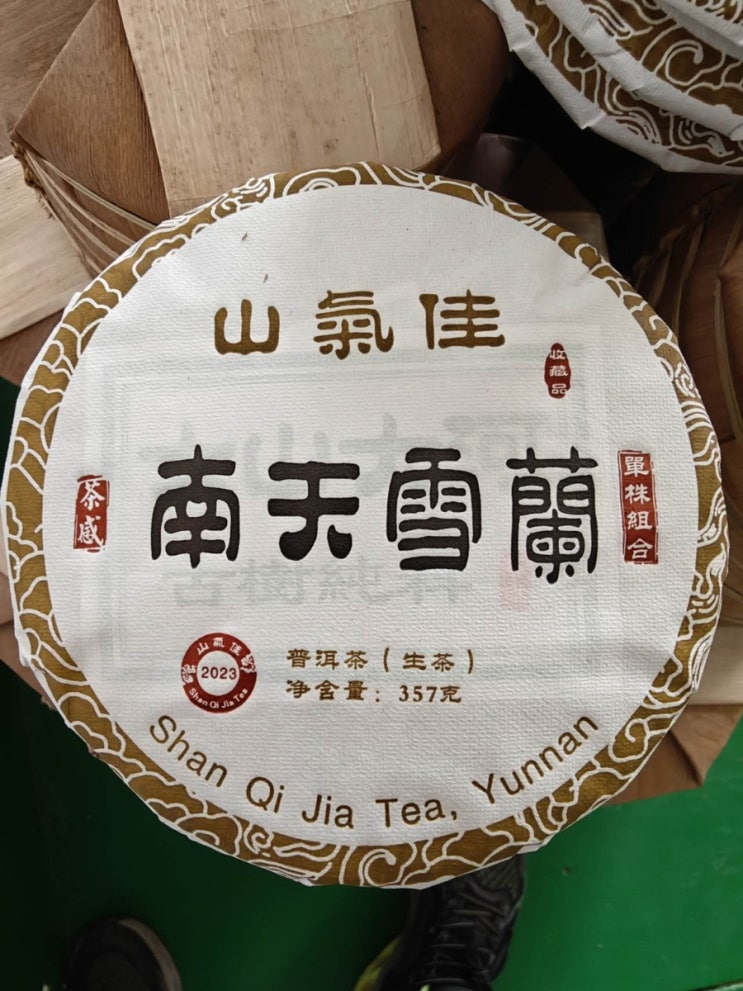 山氣佳
收藏品
茶感
南天雪蘭
單株組合
山氣佳
2023
Shan Qi Jia Tea
普洱茶（生茶）
净含量：357克
Shan Qi Jia Tea, Yunnan